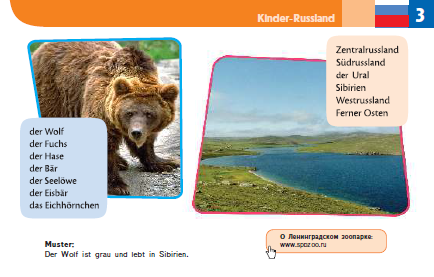 Kinder-Russland
3
Zentralrussland
Südrussland
der Ural
Sibirien
Westrussland
Ferner Osten
der Wolf
der Fuchs
der Hase
der Bär
der Seelöwe
der Eisbär
das Eichhörnchen
Muster:
Der Wolf ist grau und lebt in Sibirien.
О Ленинградском зоопарке:
www.spbzoo.ru